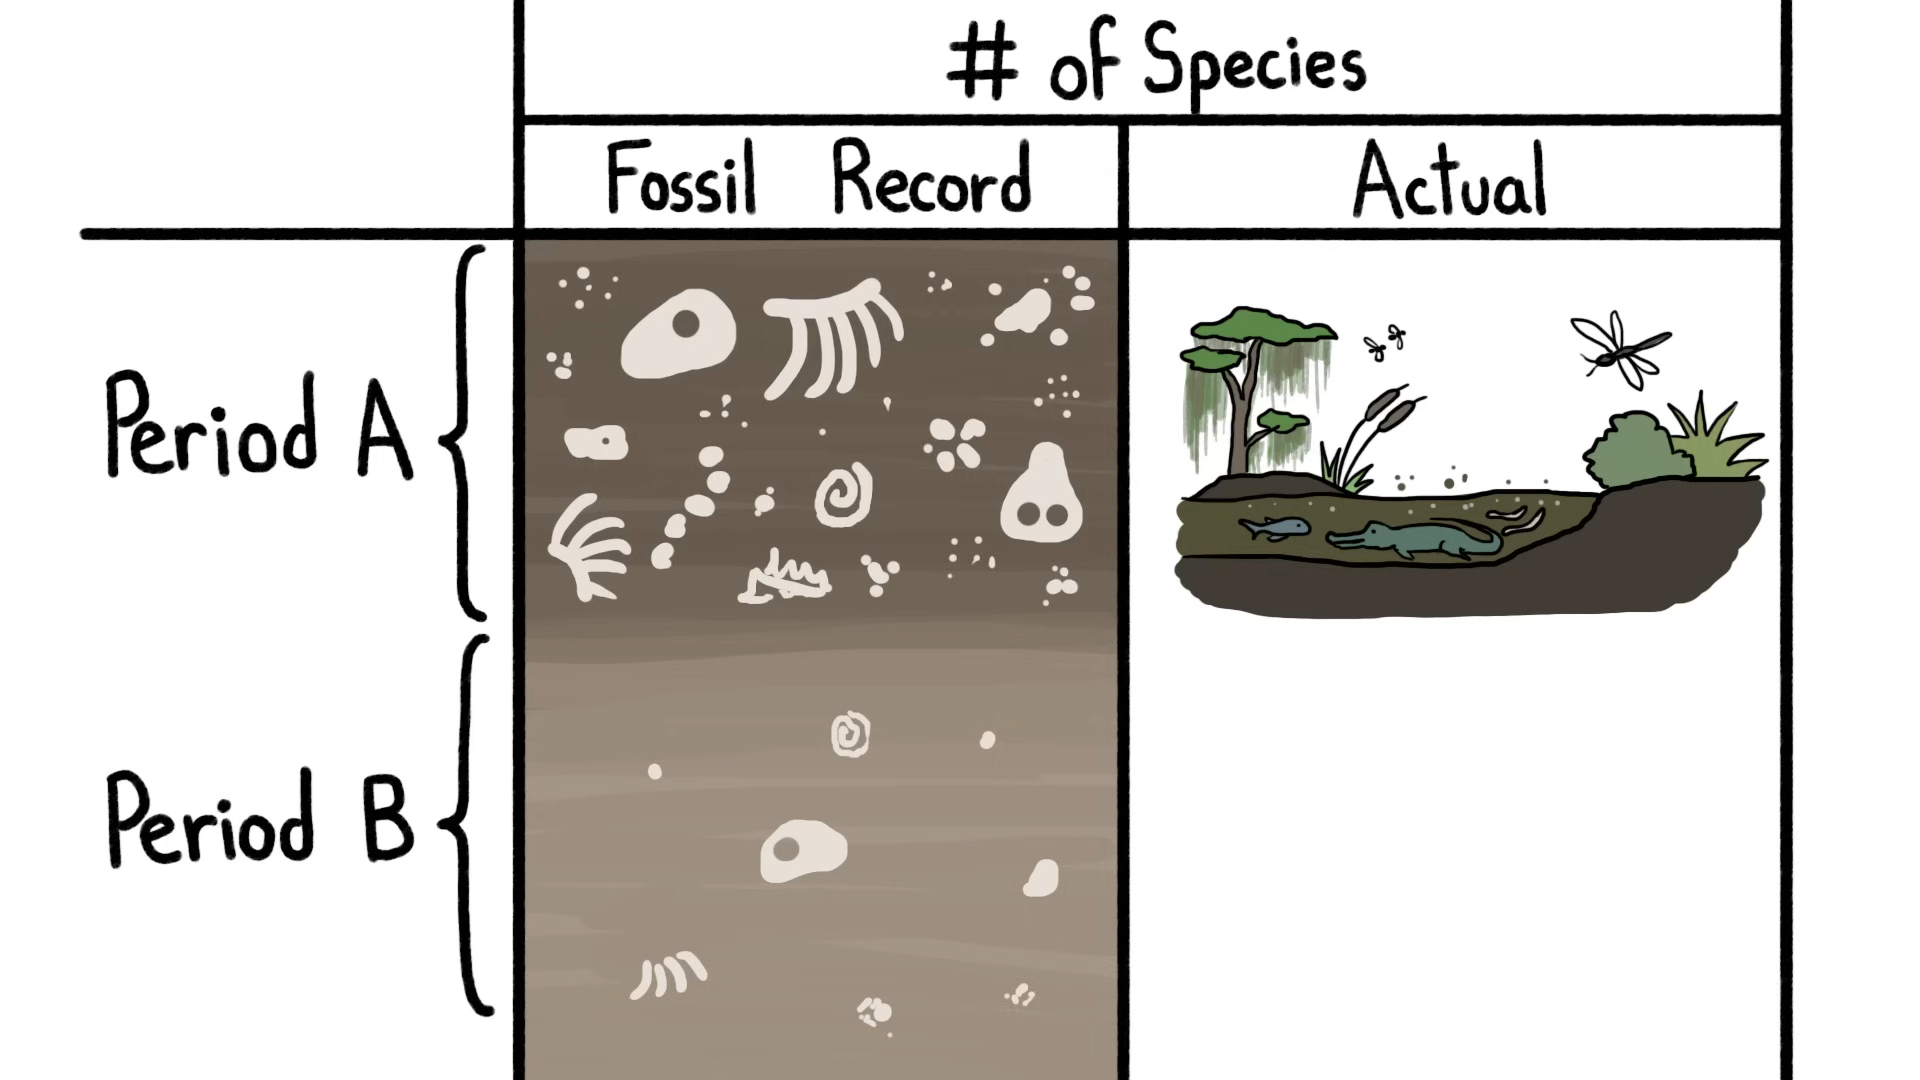 # of Species
Fossil Record
Actual
Period A
Period B